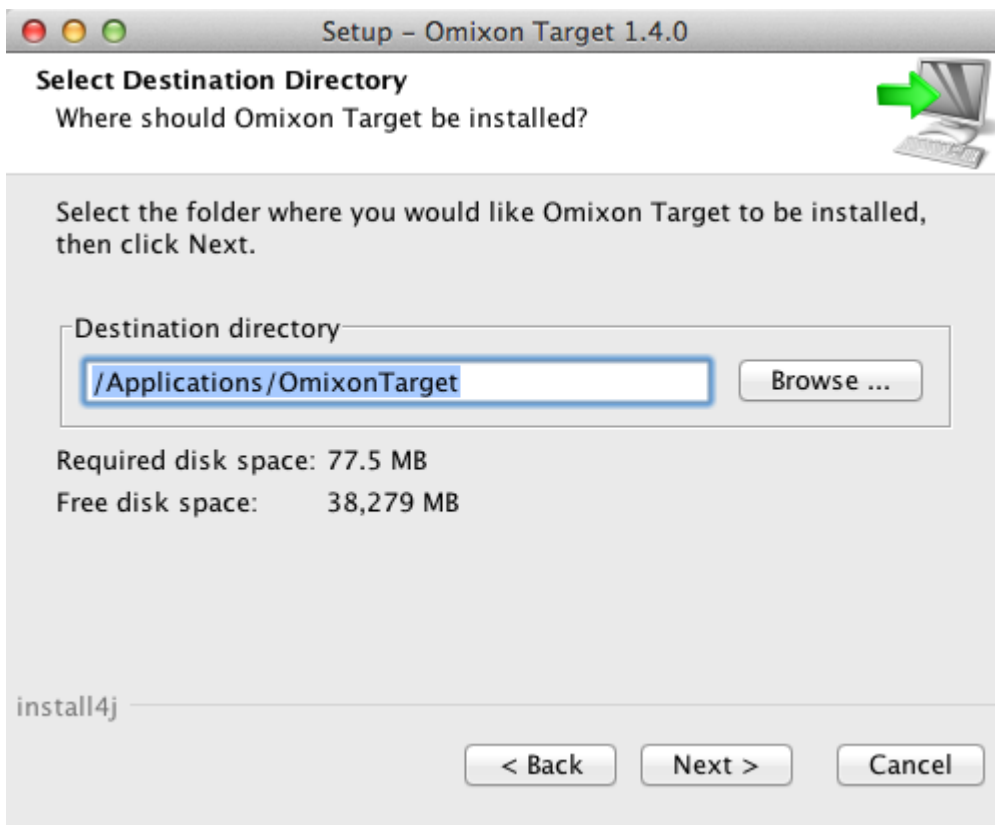 Setup – Omixon Target 1.4.0
Select Destination Directory
Where should Omixon Target be installed?
Select the folder where you would like Omixon Target to be installed,
then click Next.
Destination directory
/Applications/OmixonTarget
Browse ...
Required disk space: 77.5 MB
Free disk space: 38,279 MB
install4j
< Back Next > Cancel